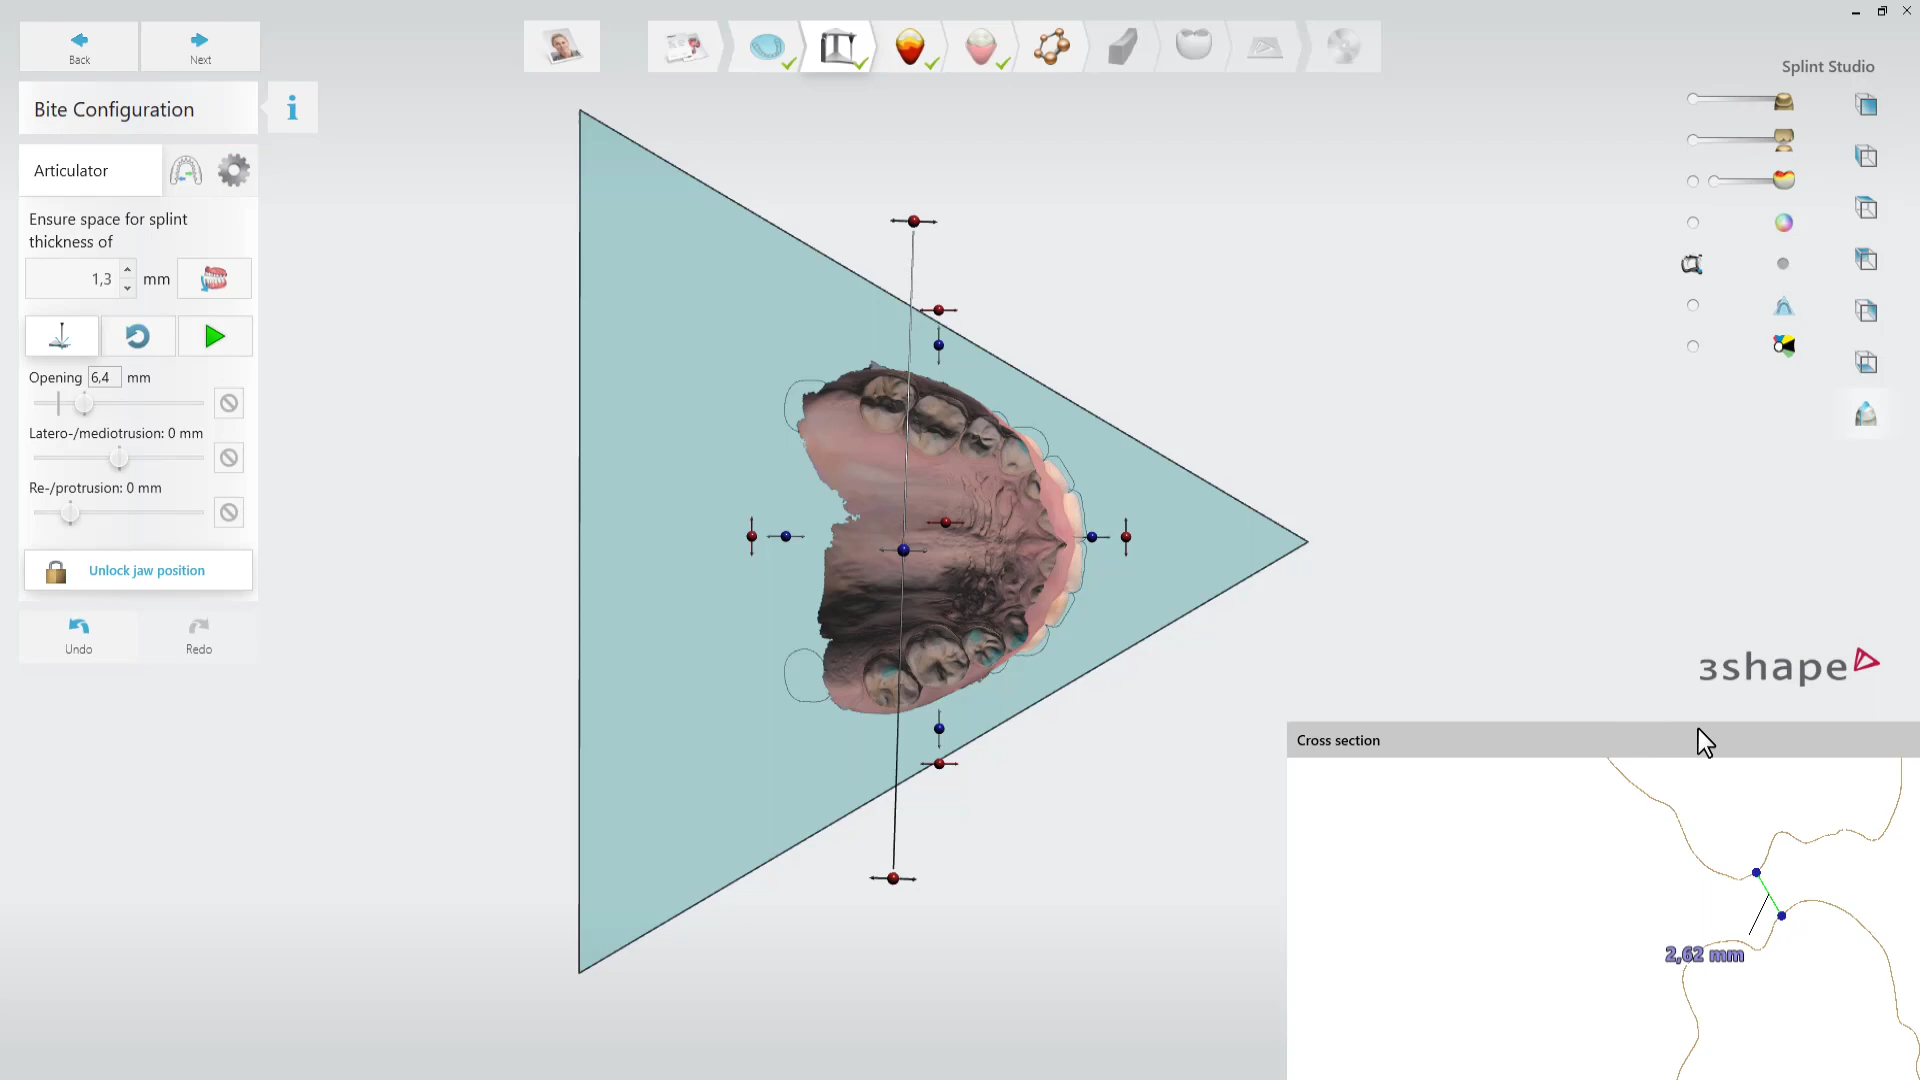 Back
Next
Splint Studio
Bite Configuration
i
Articulator
Ensure space for splint
thickness of
1,3 mm
Opening 6,4 mm
Latero-/mediotrusion: 0 mm
Re-/protrusion: 0 mm
Unlock jaw position
Undo
Redo
3shape
Cross section
2,62 mm